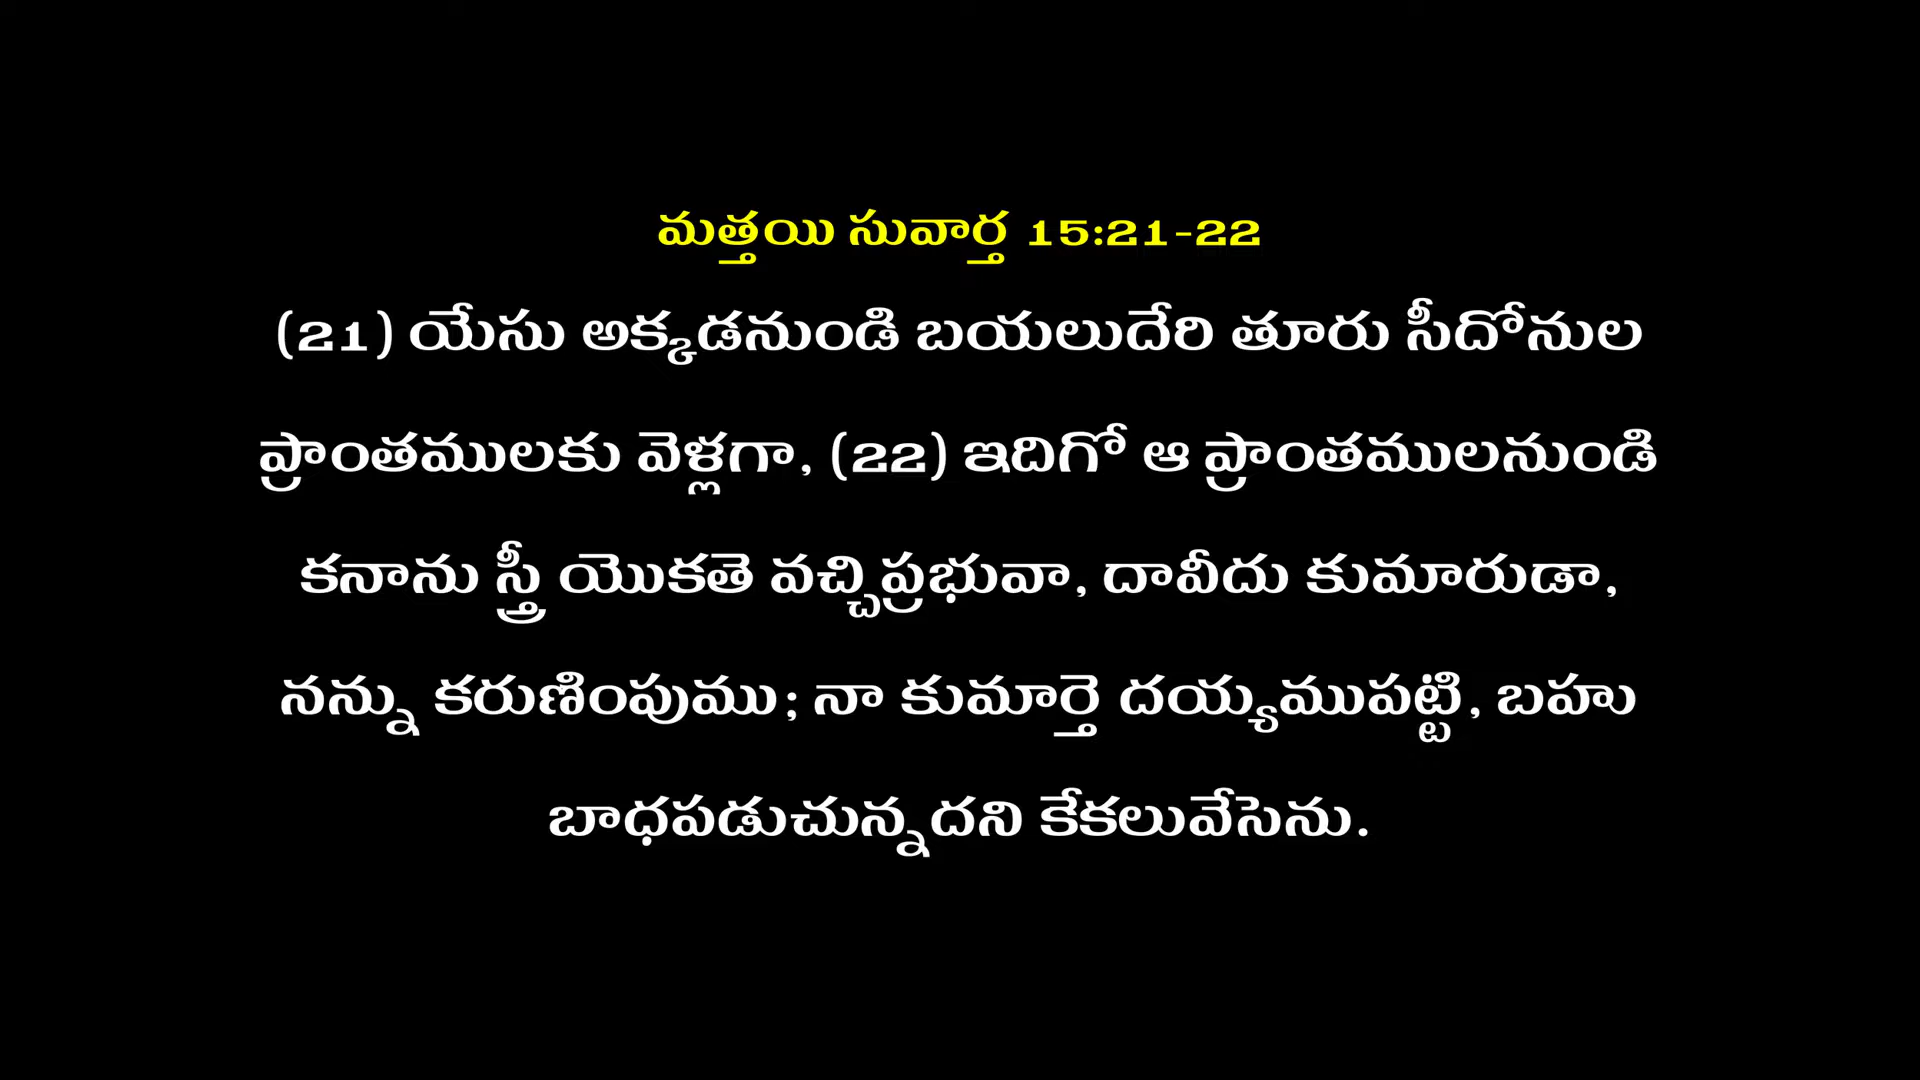 మత్తయి సువార్త 15:21-22
(21) యేసు అక్కడనుండి బయలుదేరి తూరు సీదోనుల
ప్రాంతములకు వెళ్లగా, (22) ఇదిగో ఆ ప్రాంతములనుండి
కనాను స్త్రీ యొకతె వచ్చిప్రభువా, దావీదు కుమారుడా,
నన్ను కరుణింపుము; నా కుమార్తె దయ్యముపట్టి, బహు
బాధపడుచున్నదని కేకలువేసెను.